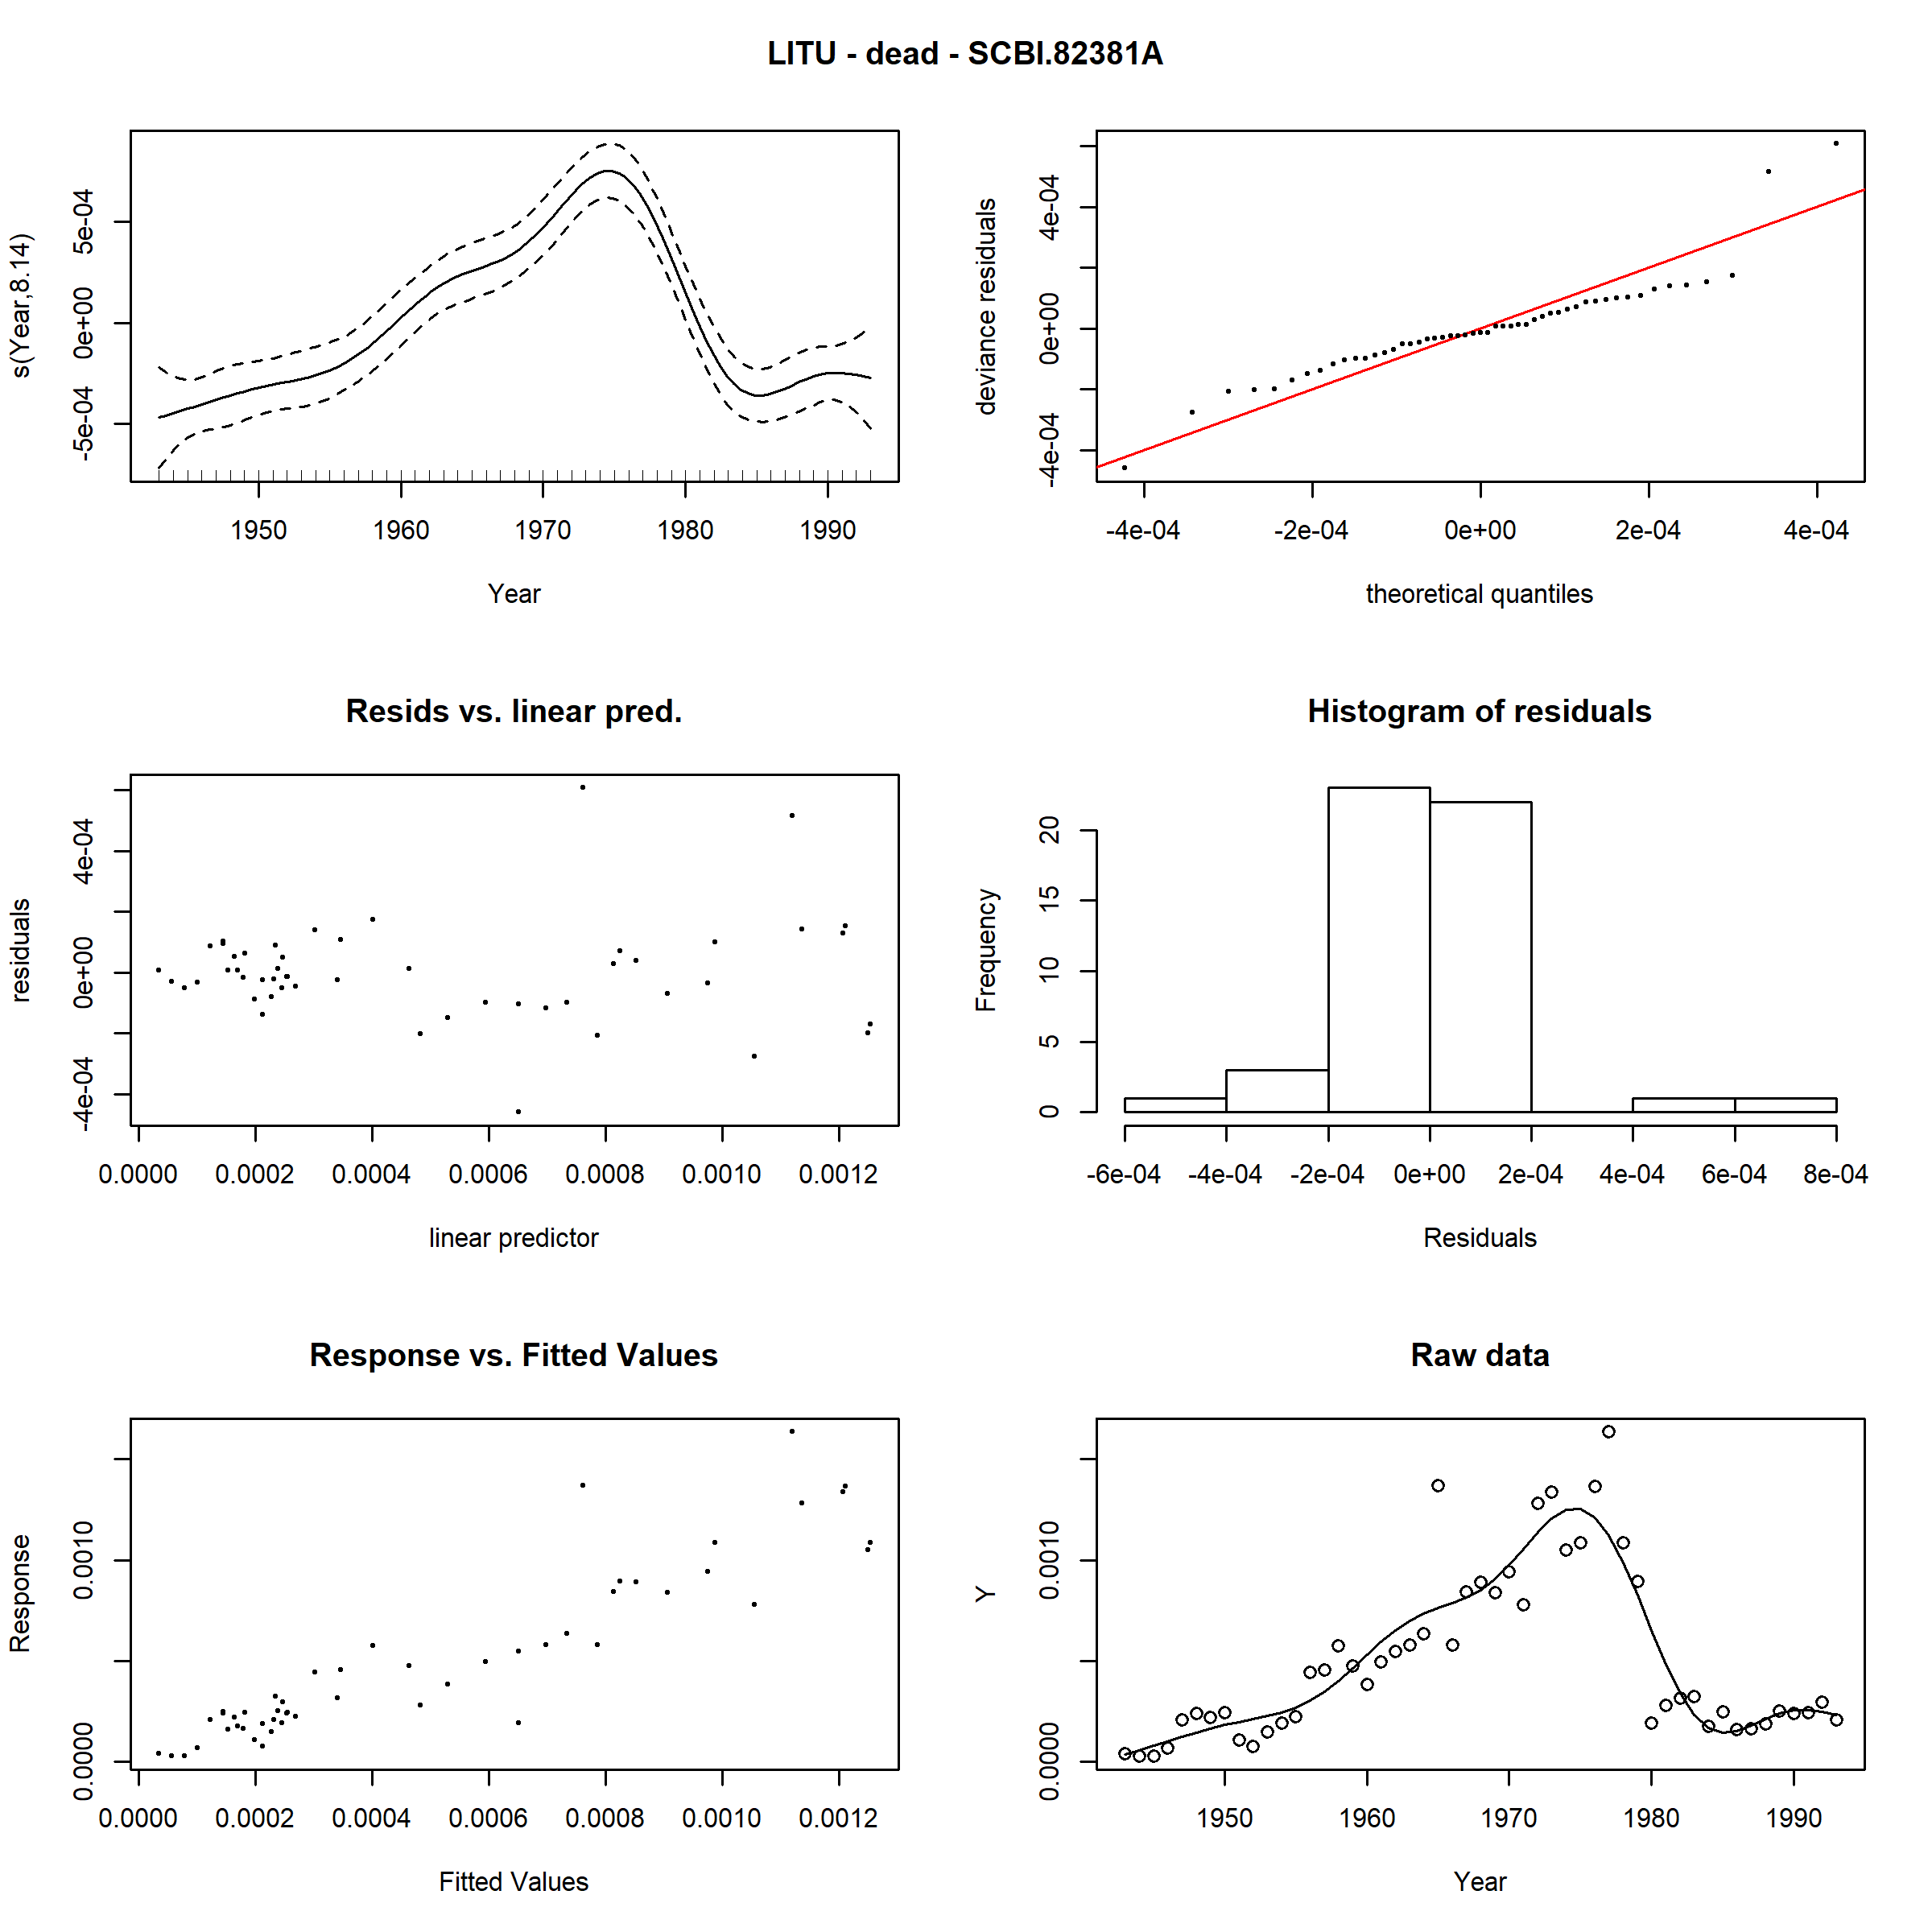 LITU - dead - SCBI.82381A
s(Year,8.14)
-5e-04 0e+00 5e-04
1950 1960 1970 1980 1990
Year
deviance residuals
-4e-04 0e+00 4e-04
-4e-04 -2e-04 0e+00 2e-04 4e-04
theoretical quantiles
Resids vs. linear pred.
residuals
-4e-04 0e+00 4e-04
0.0000 0.0002 0.0004 0.0006 0.0008 0.0010 0.0012
linear predictor
Histogram of residuals
Frequency
0 5 10 15 20
-6e-04 -4e-04 -2e-04 0e+00 2e-04 4e-04 6e-04 8e-04
Residuals
Response vs. Fitted Values
Response
0.0000 0.0010
0.0000 0.0002 0.0004 0.0006 0.0008 0.0010 0.0012
Fitted Values
Raw data
Y
0.0000 0.0010
1950 1960 1970 1980 1990
Year